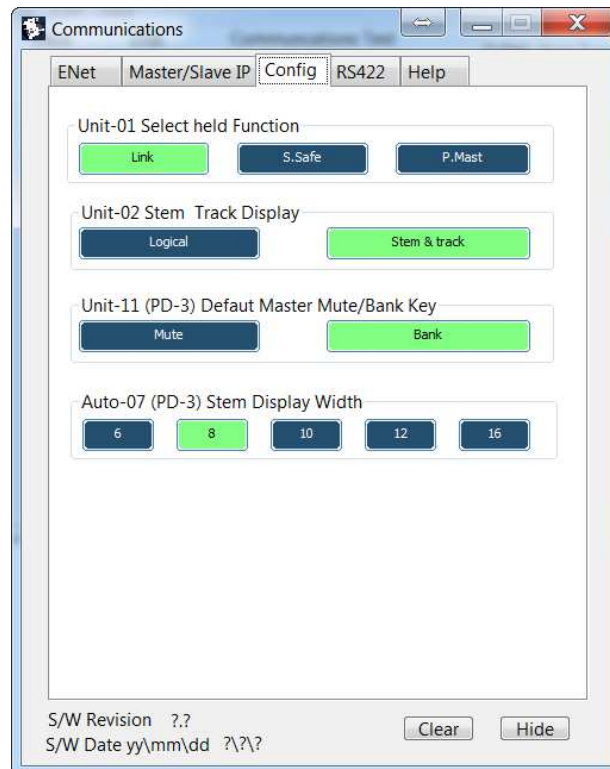 Communications
ENet Master/Slave IP Config RS422 Help
Unit-01 Select held Function
Link S.Safe P.Mast
Unit-02 Stem Track Display
Logical Stem & track
Unit-11 (PD-3) Defaut Master Mute/Bank Key
Mute Bank
Auto-07 (PD-3) Stem Display Width
6 8 10 12 16
S/W Revision ?.?
S/W Date yy\mm\dd ?\?\?
Clear Hide